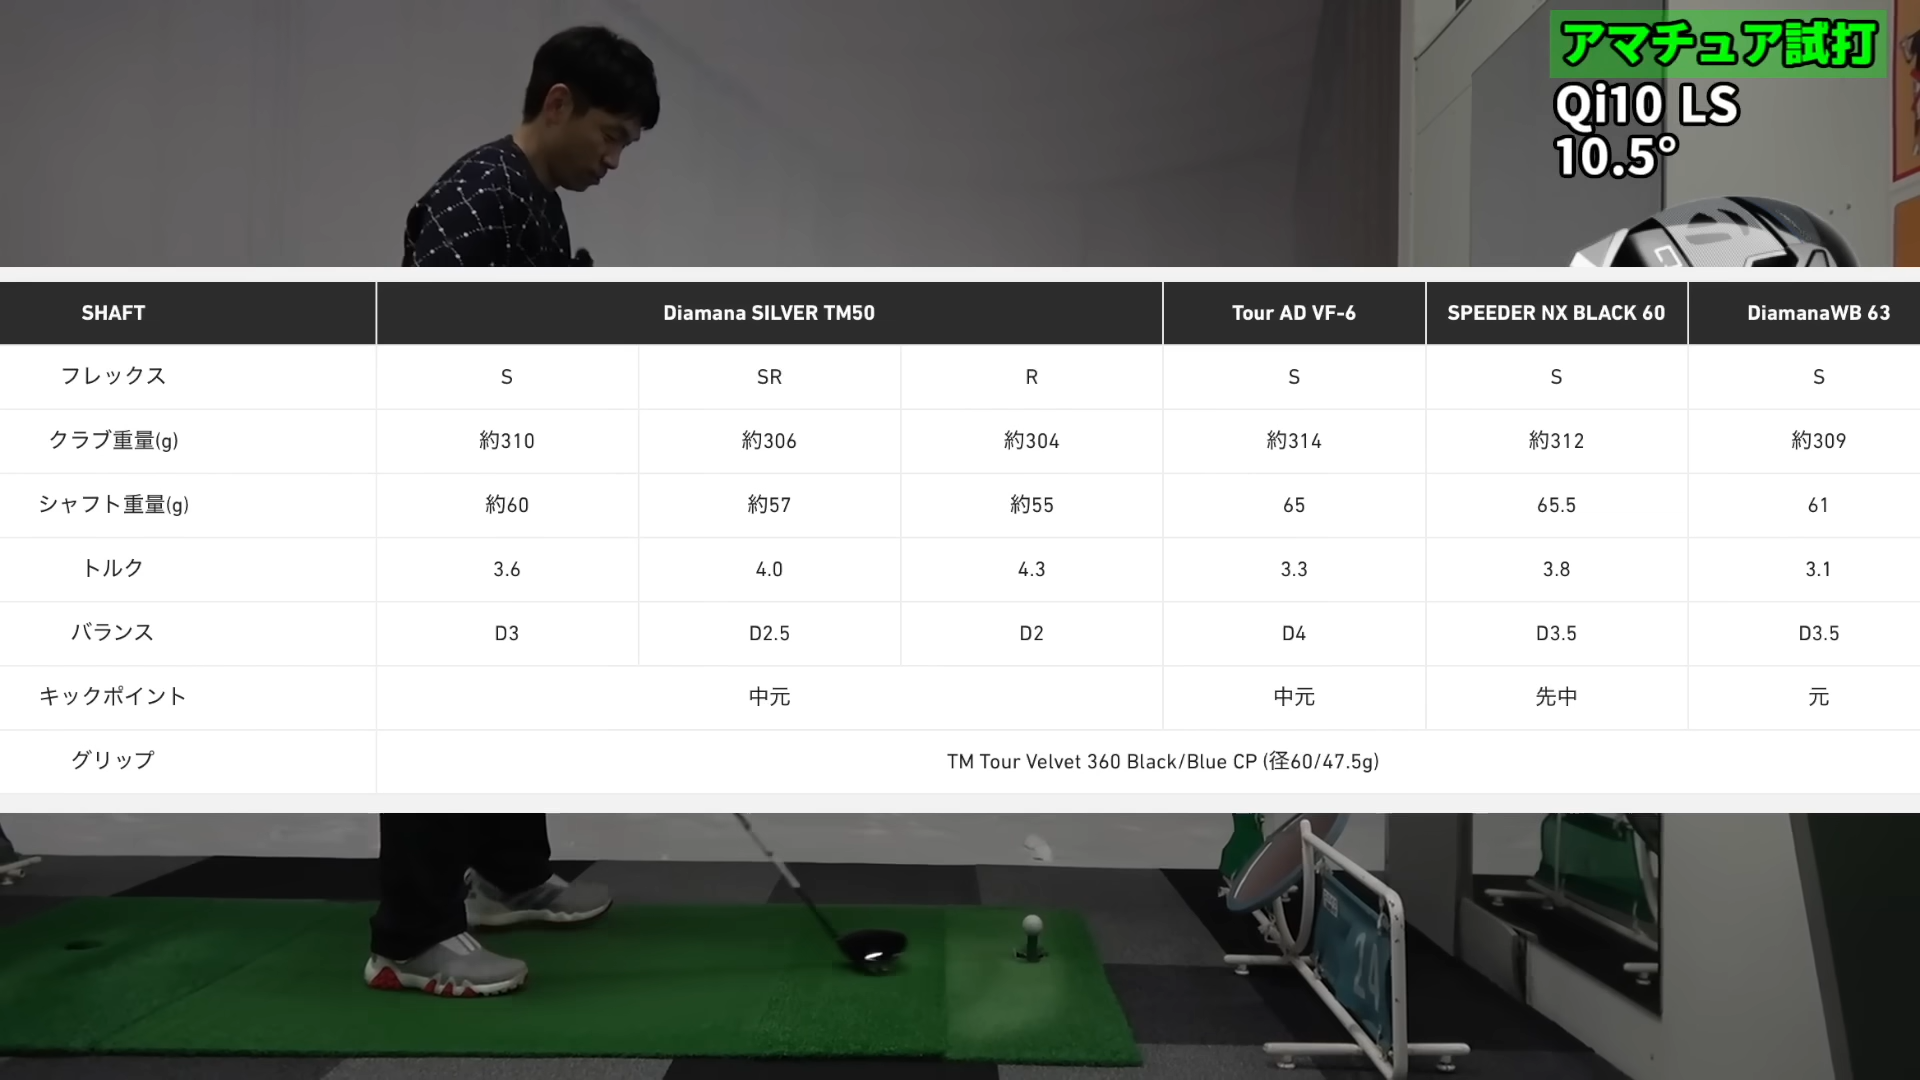 アマチュア試打
Qi10 LS
10.5°
SHAFT Diamana SILVER TM50 Tour AD VF-6 SPEEDER NX BLACK 60 DiamanaWB 63
フレックス S SR R S S S
クラブ重量(g) 約310 約306 約304 約314 約312 約309
シャフト重量(g) 約60 約57 約55 65 65.5 61
トルク 3.6 4.0 4.3 3.3 3.8 3.1
バランス D3 D2.5 D2 D4 D3.5 D3.5
キックポイント 中元 中元 先中 元
グリップ TM Tour Velvet 360 Black/Blue CP (径60/47.5g)
24